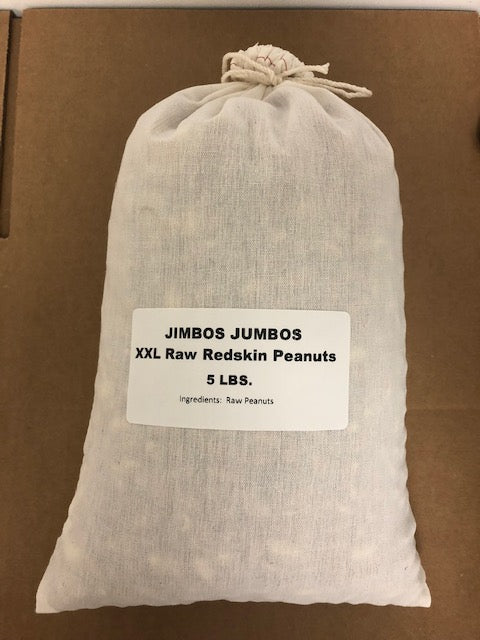 JIMBOS JUMBOS
XXL Raw Redskin Peanuts
5 LBS.
Ingredients: Raw Peanuts